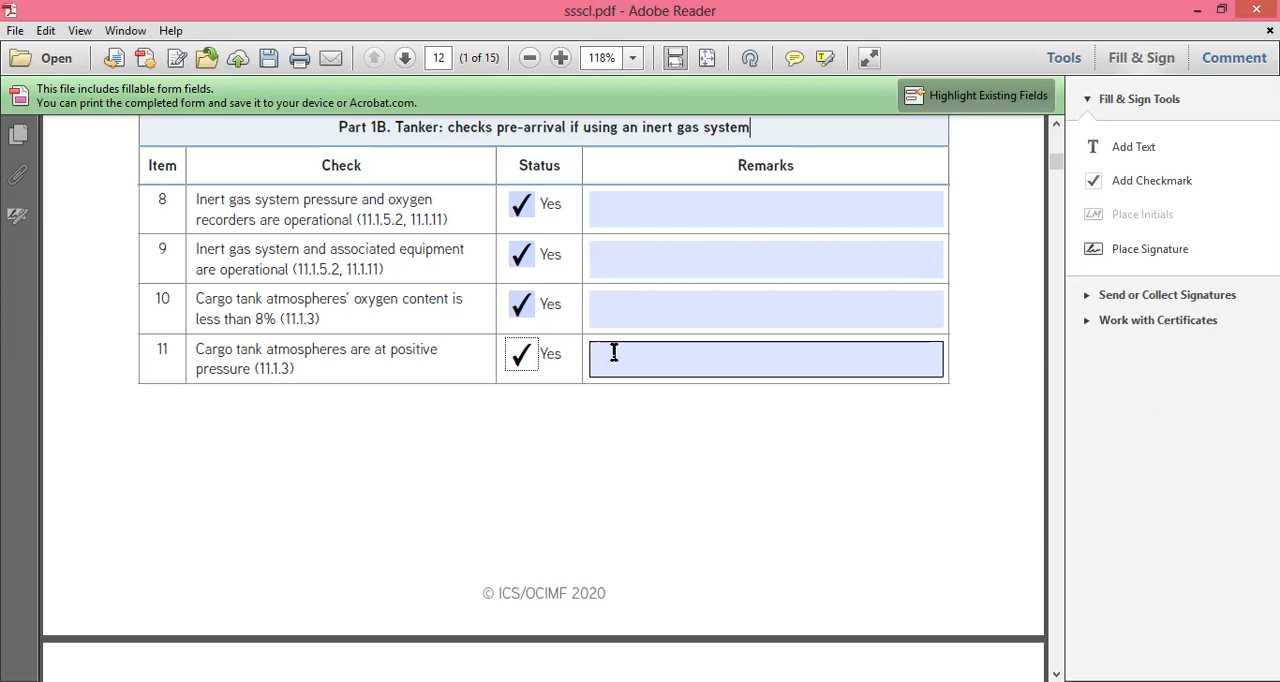 ssscl.pdf - Adobe Reader
File Edit View Window Help
Open 12 (1 of 15) 118% Tools Fill & Sign Comment
This file includes fillable form fields.
You can print the completed form and save it to your device or Acrobat.com.
Highlight Existing Fields
Fill & Sign Tools
Add Text
Add Checkmark
Place Initials
Place Signature
Send or Collect Signatures
Work with Certificates
Part 1B. Tanker: checks pre-arrival if using an inert gas system
Item Check Status Remarks
8 Inert gas system pressure and oxygen
recorders are operational (11.1.5.2, 11.1.11) Yes
9 Inert gas system and associated equipment
are operational (11.1.5.2, 11.1.11) Yes
10 Cargo tank atmospheres' oxygen content is
less than 8% (11.1.3) Yes
11 Cargo tank atmospheres are at positive
pressure (11.1.3) Yes
© ICS/OCIMF 2020